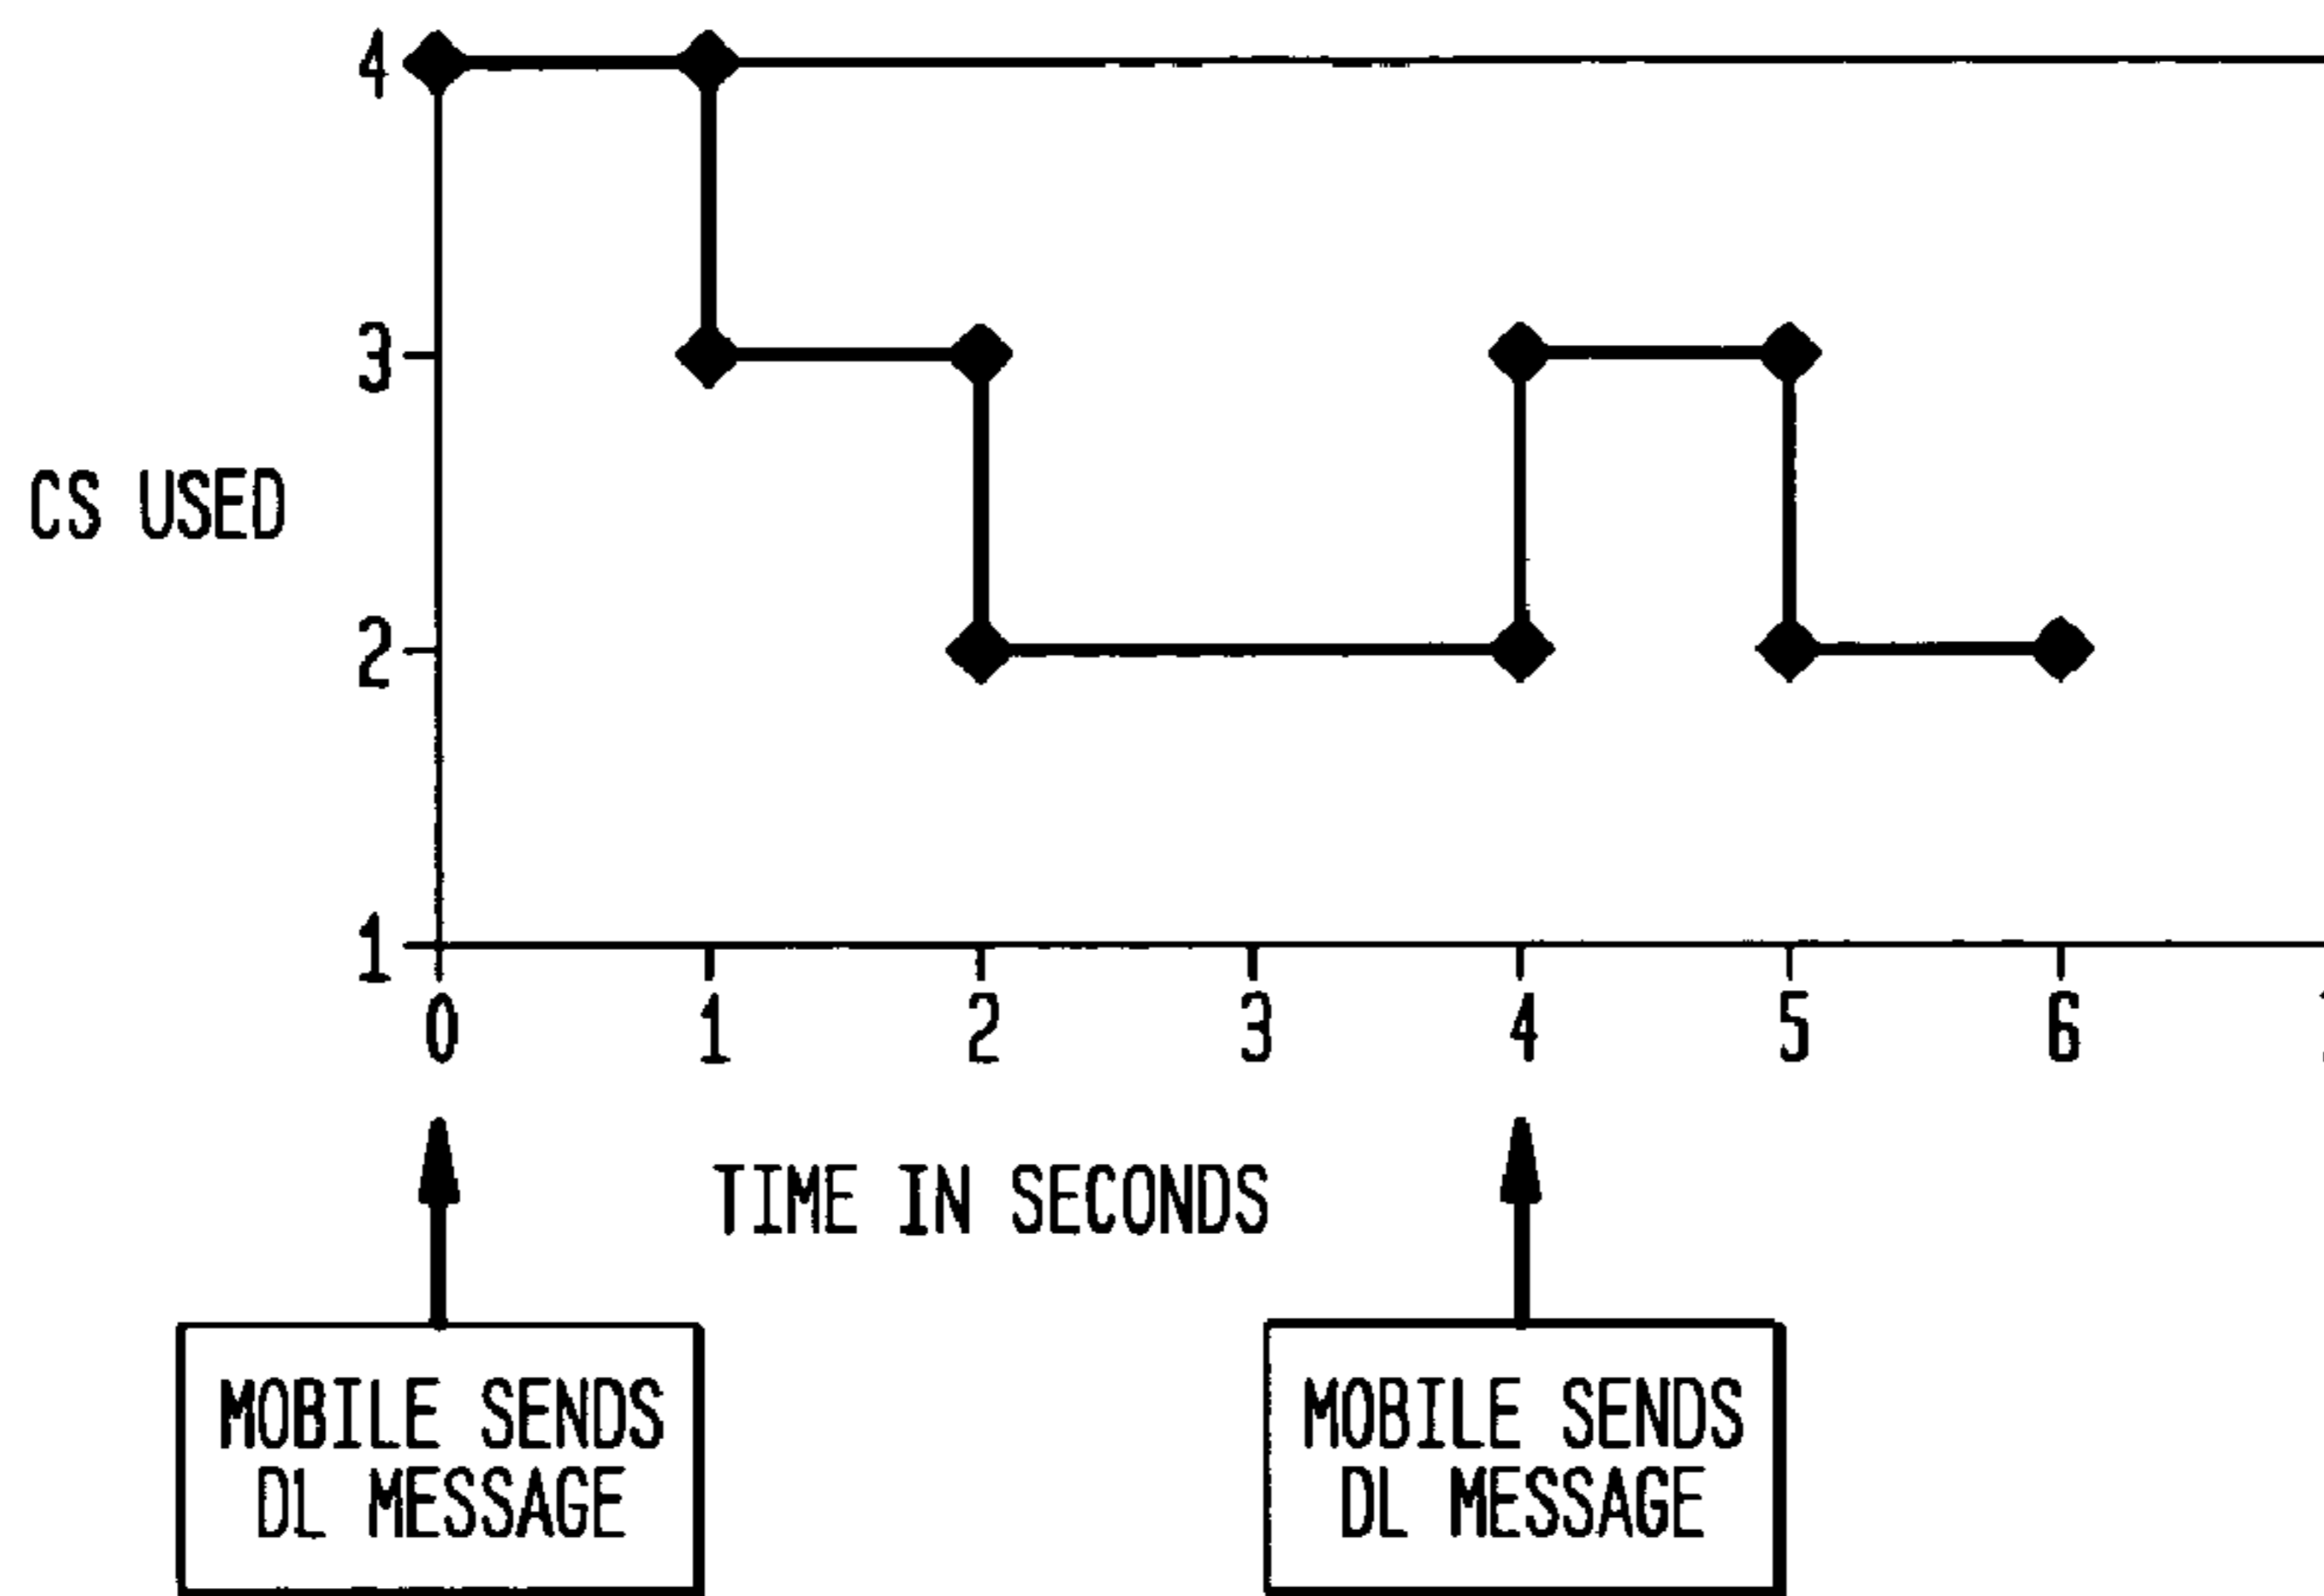 4
3
CS USED
2
1
0 1 2 3 4 5 6
TIME IN SECONDS
MOBILE SENDS
DL MESSAGE
MOBILE SENDS
DL MESSAGE